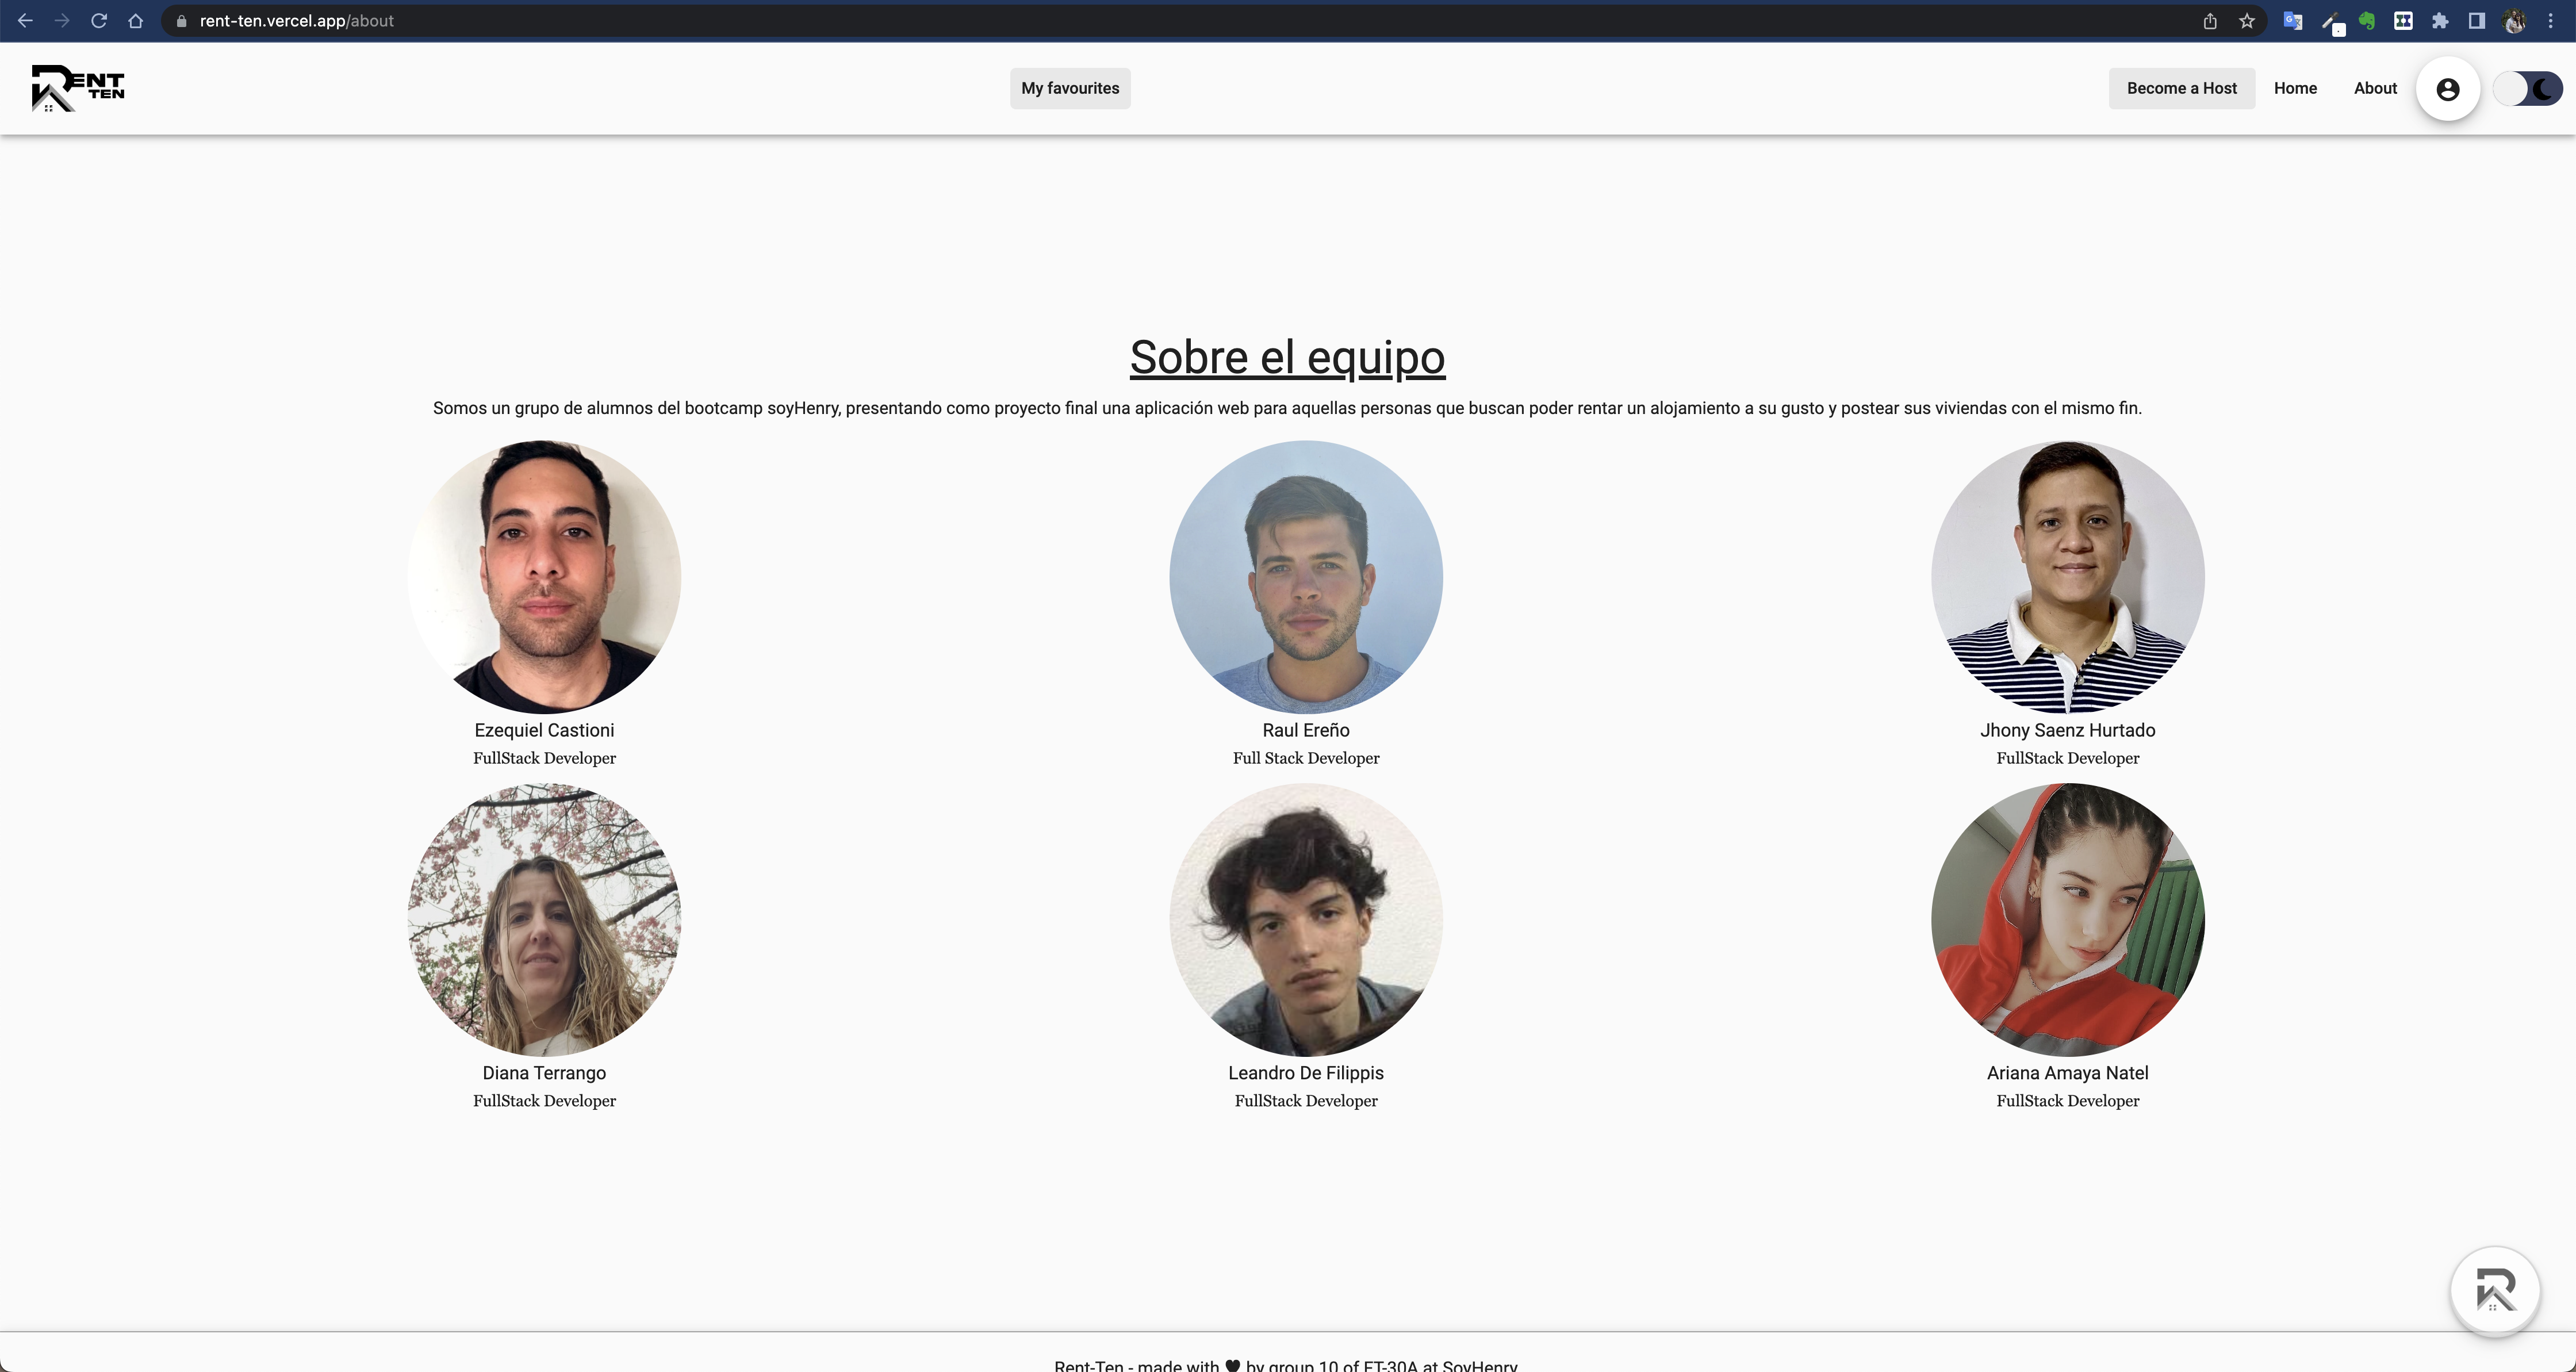 rent-ten.vercel.app/about
RENT
TEN
My favourites
Become a Host
Home
About
Sobre el equipo
Somos un grupo de alumnos del bootcamp soyHenry, presentando como proyecto final una aplicación web para aquellas personas que buscan poder rentar un alojamiento a su gusto y postear sus viviendas con el mismo fin.
Ezequiel Castioni
FullStack Developer
Raul Ereño
Full Stack Developer
Jhony Saenz Hurtado
FullStack Developer
Diana Terrango
FullStack Developer
Leandro De Filippis
FullStack Developer
Ariana Amaya Natel
FullStack Developer
R
Rent-Ten - made with ♥ by group 10 of FT-30A at SoyHenry